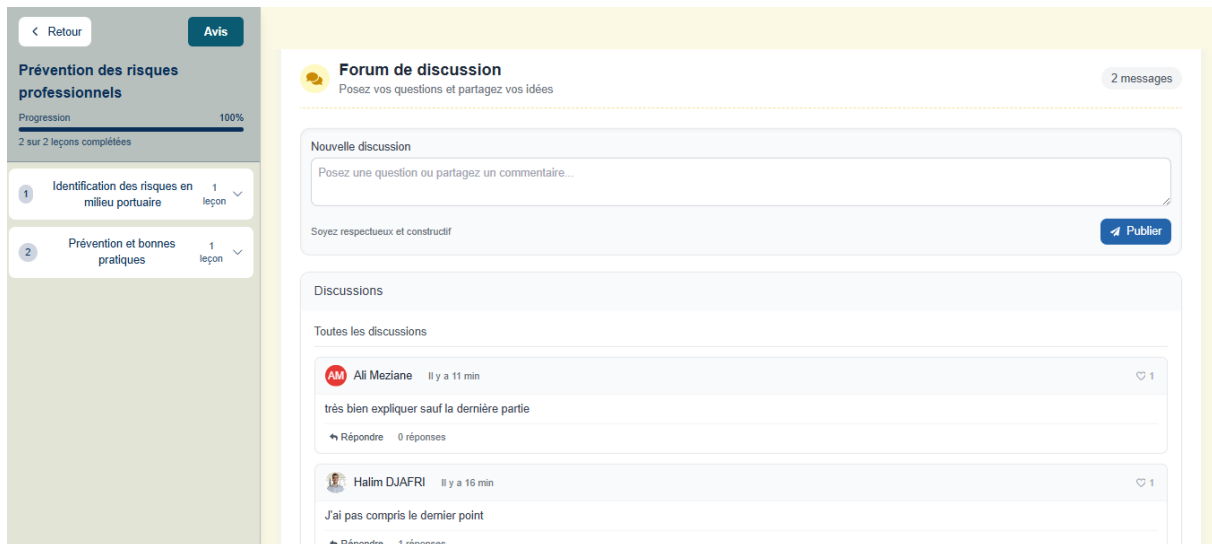 Retour
Avis
Prévention des risques
professionnels
Progression 100%
2 sur 2 leçons complétées
1 Identification des risques en
milieu portuaire
1
leçon
2 Prévention et bonnes
pratiques
1
leçon
Forum de discussion
Posez vos questions et partagez vos idées
2 messages
Nouvelle discussion
Posez une question ou partagez un commentaire...
Soyez respectueux et constructif
Publier
Discussions
Toutes les discussions
AM Ali Meziane Il y a 11 min 1
très bien expliquer sauf la dernière partie
Répondre 0 réponses
Halim DJAFRI Il y a 16 min 1
J'ai pas compris le dernier point
Répondre 1 réponses